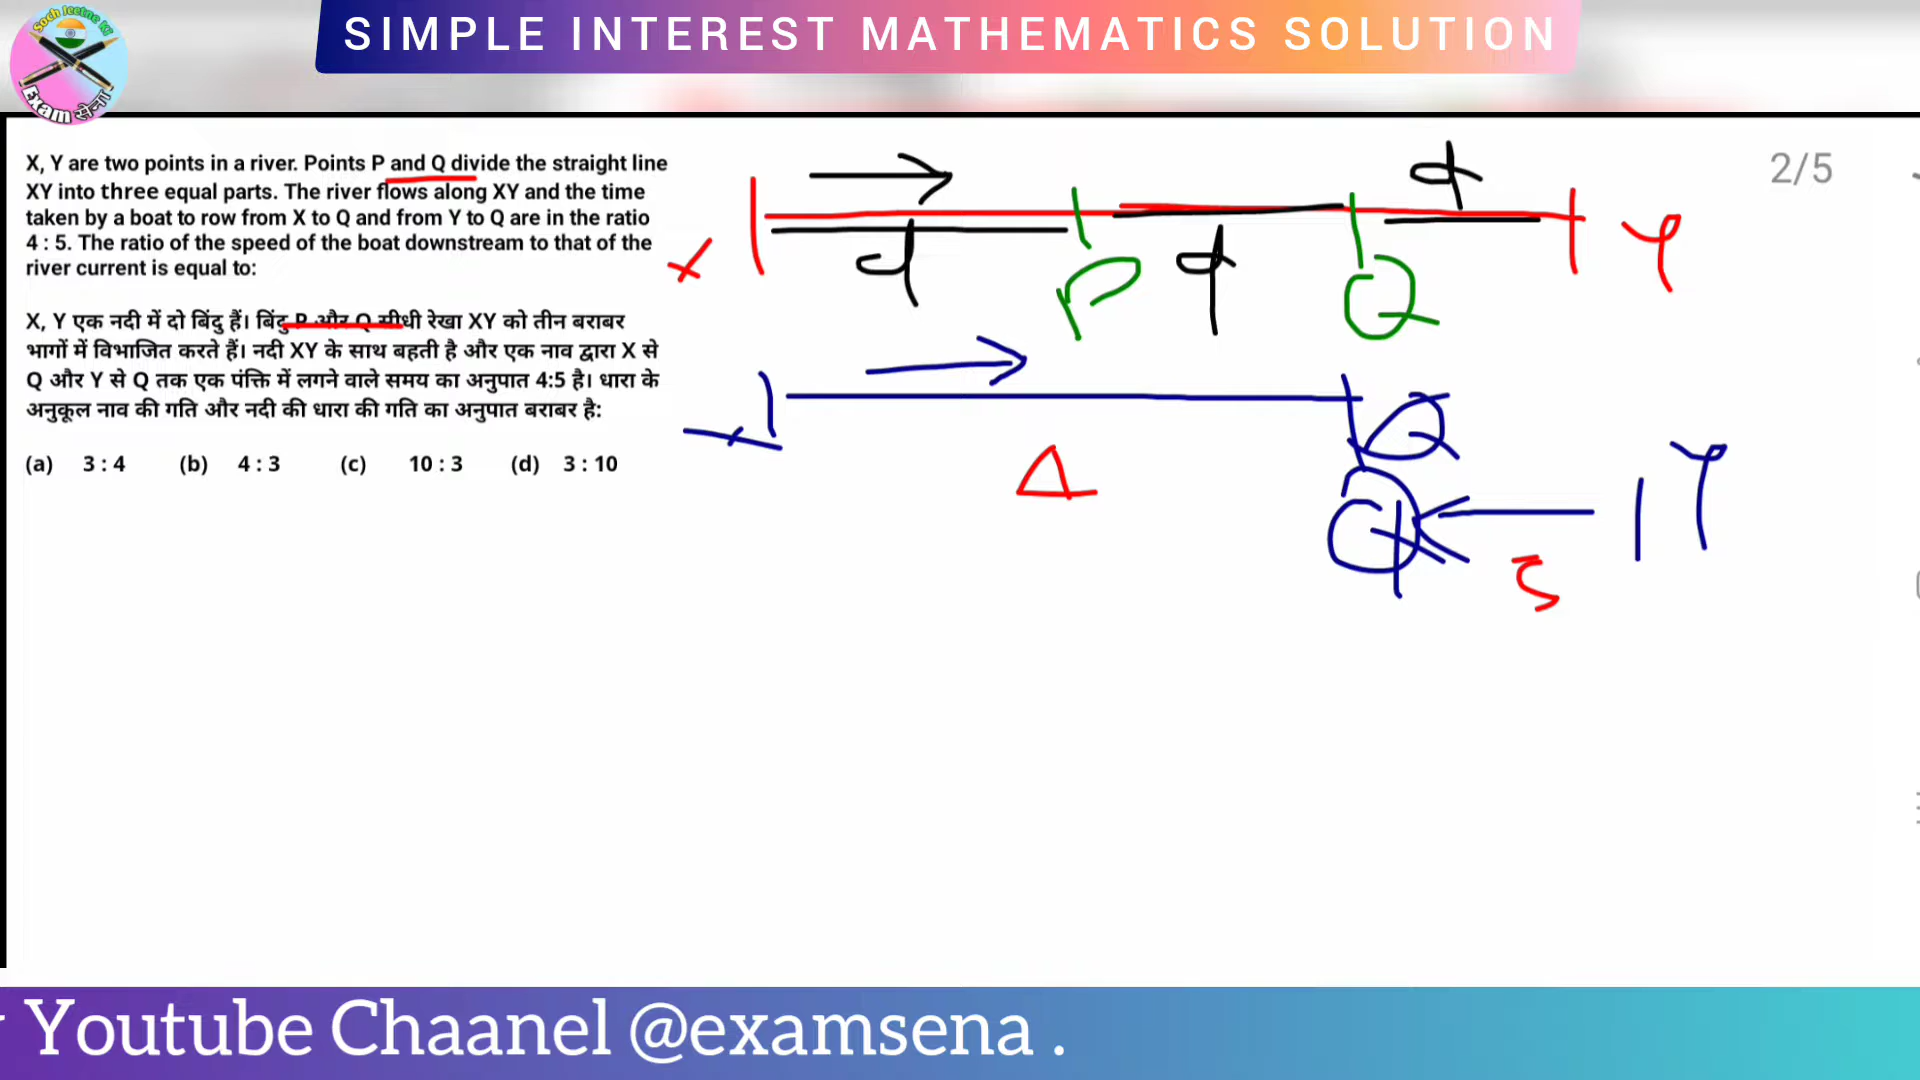 SIMPLE INTEREST MATHEMATICS SOLUTION
Soch Jeetne Ki
Exam सेना
X, Y are two points in a river. Points P and Q divide the straight line
XY into three equal parts. The river flows along XY and the time
taken by a boat to row from X to Q and from Y to Q are in the ratio
4 : 5. The ratio of the speed of the boat downstream to that of the
river current is equal to:
X, Y एक नदी में दो बिंदु हैं। बिंदु P और Q सीधी रेखा XY को तीन बराबर
भागों में विभाजित करते हैं। नदी XY के साथ बहती है और एक नाव द्वारा X से
Q और Y से Q तक एक पंक्ति में लगने वाले समय का अनुपात 4:5 है। धारा के
अनुकूल नाव की गति और नदी की धारा की गति का अनुपात बराबर है:
(a) 3 : 4 (b) 4 : 3 (c) 10 : 3 (d) 3 : 10
2/5
d
X d P d Q Y
X Q
4
Q Y
5
Youtube Chaanel @examsena .